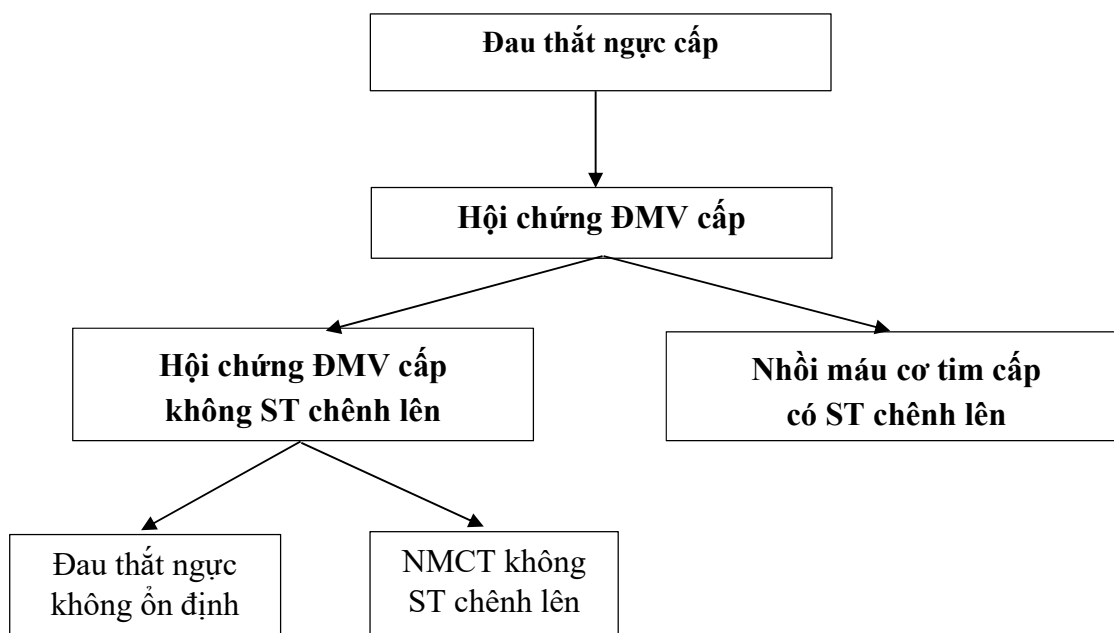 Đau thắt ngực cấp
Hội chứng ĐMV cấp
Hội chứng ĐMV cấp
không ST chênh lên
Nhồi máu cơ tim cấp
có ST chênh lên
Đau thắt ngực
không ổn định
NMCT không
ST chênh lên